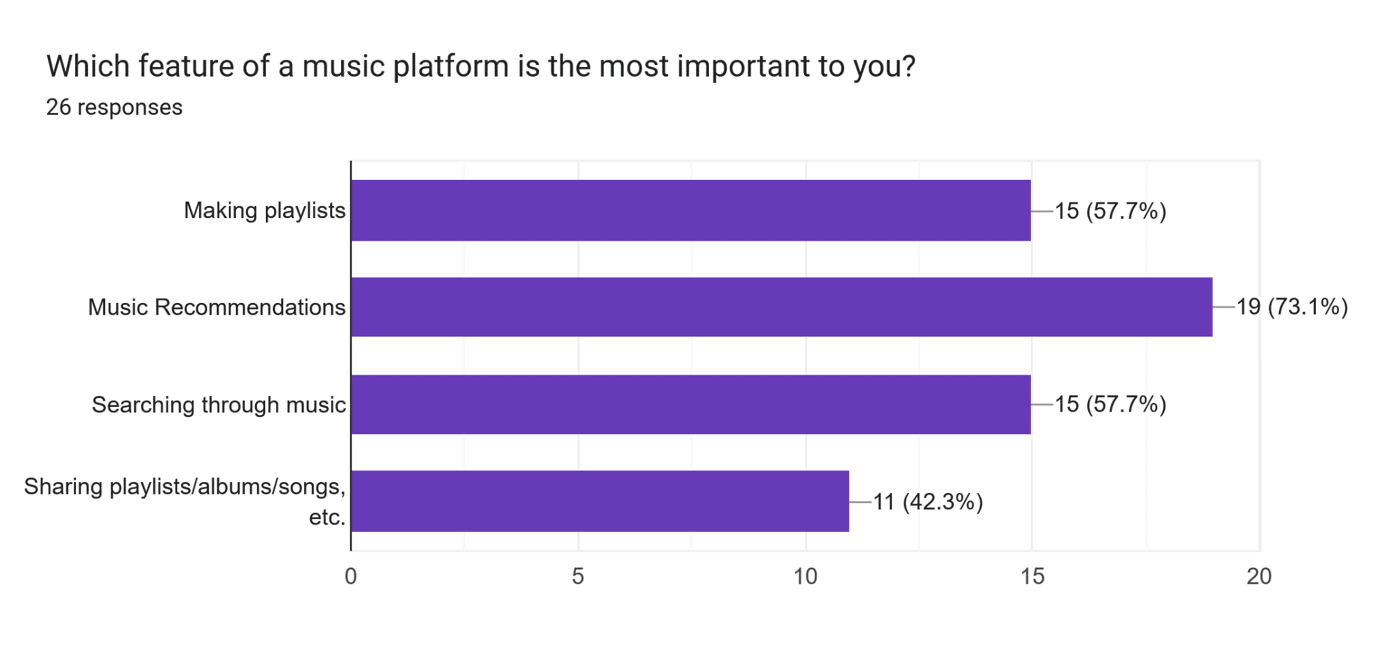 Which feature of a music platform is the most important to you?
26 responses
Making playlists
15 (57.7%)
Music Recommendations
19 (73.1%)
Searching through music
15 (57.7%)
Sharing playlists/albums/songs,
etc.
11 (42.3%)
0
5
10
15
20